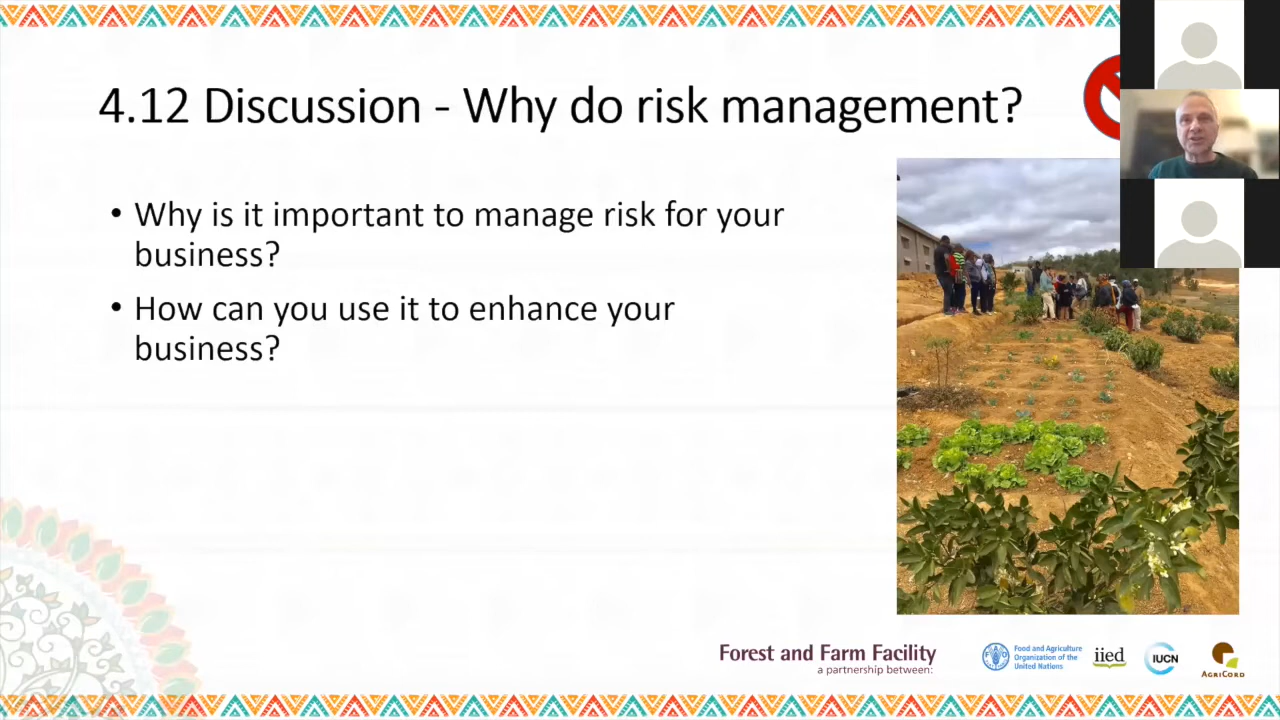 4.12 Discussion - Why do risk management?
• Why is it important to manage risk for your
business?
• How can you use it to enhance your
business?
Forest and Farm Facility
a partnership between:
Food and Agriculture
Organization of the
United Nations
iied
IUCN
AGRICORD